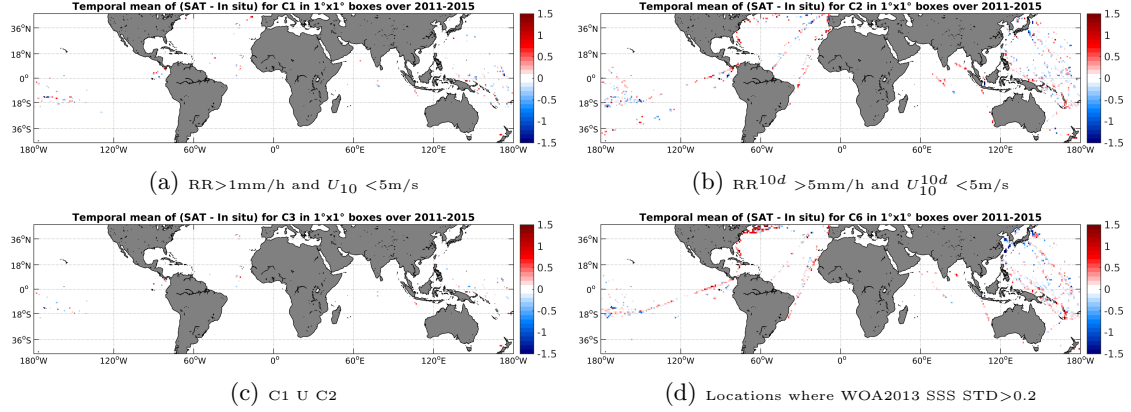 Temporal mean of (SAT - In situ) for C1 in 1°x1° boxes over 2011-2015
36°N
18°N
0°
18°S
36°S
180°W 120°W 60°W 0° 60°E 120°E 180°W
1.5
1
0.5
0
-0.5
-1
-1.5
(a) RR>1mm/h and U10 <5m/s
Temporal mean of (SAT - In situ) for C2 in 1°x1° boxes over 2011-2015
36°N
18°N
0°
18°S
36°S
180°W 120°W 60°W 0° 60°E 120°E 180°W
1.5
1
0.5
0
-0.5
-1
-1.5
(b) RR^10d >5mm/h and U10^10d <5m/s
Temporal mean of (SAT - In situ) for C3 in 1°x1° boxes over 2011-2015
36°N
18°N
0°
18°S
36°S
180°W 120°W 60°W 0° 60°E 120°E 180°W
1.5
1
0.5
0
-0.5
-1
-1.5
(c) C1 U C2
Temporal mean of (SAT - In situ) for C6 in 1°x1° boxes over 2011-2015
36°N
18°N
0°
18°S
36°S
180°W 120°W 60°W 0° 60°E 120°E 180°W
1.5
1
0.5
0
-0.5
-1
-1.5
(d) Locations where WOA2013 SSS STD>0.2